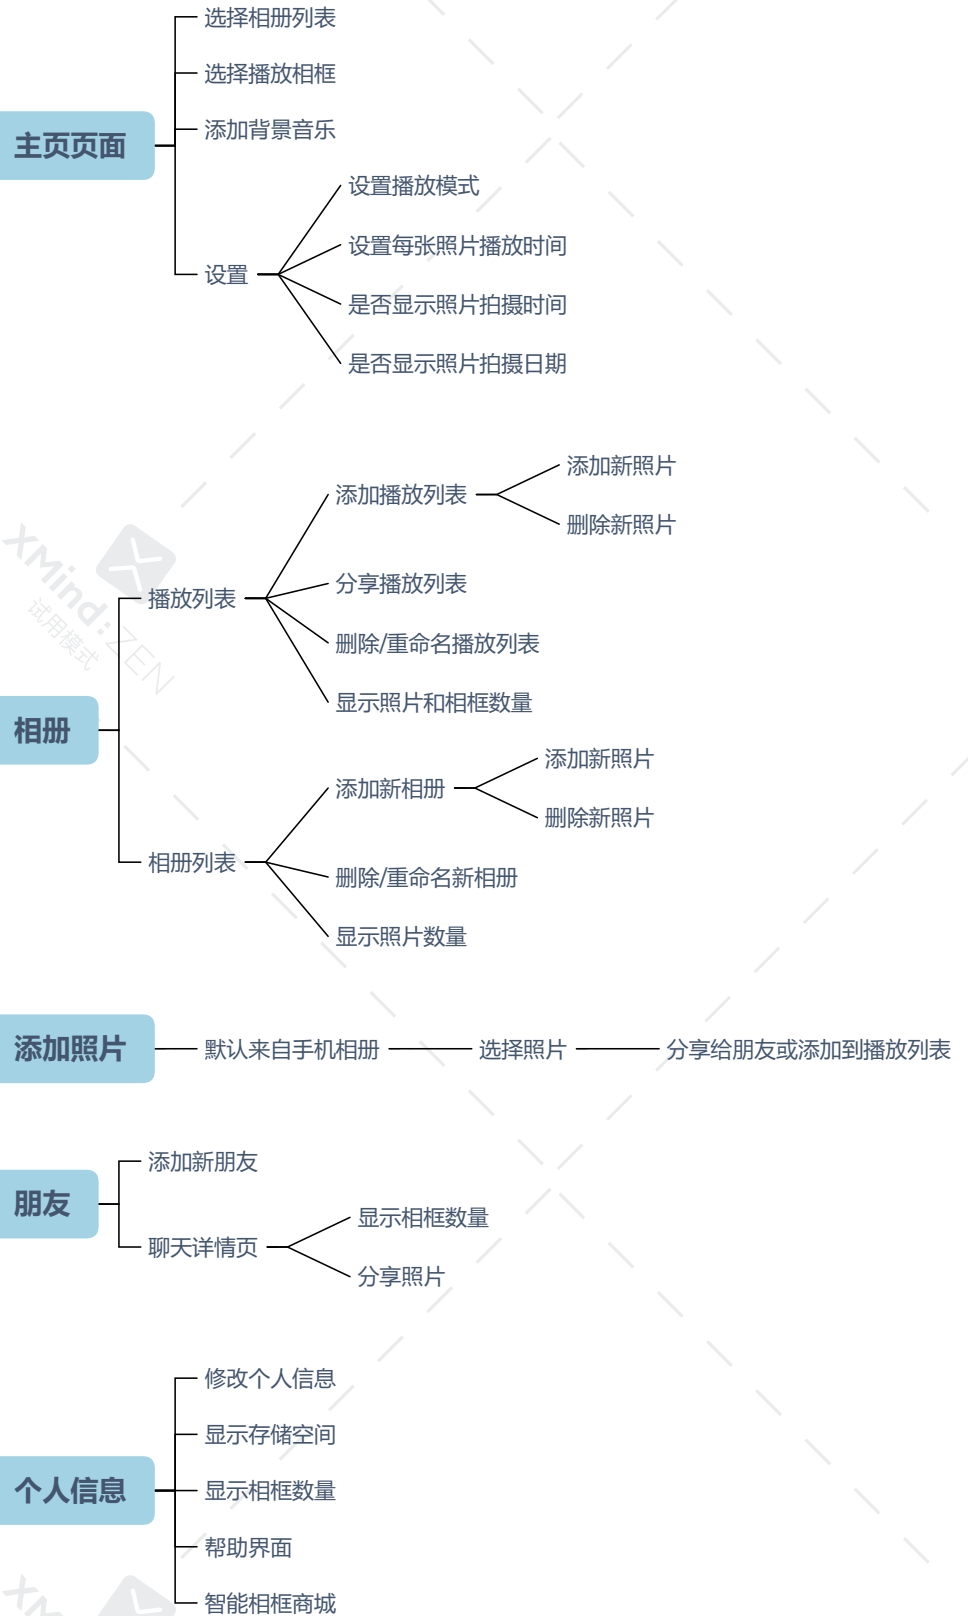 选择相册列表
选择播放相框
添加背景音乐
主页页面
设置
设置播放模式
设置每张照片播放时间
是否显示照片拍摄时间
是否显示照片拍摄日期
添加播放列表
添加新照片
删除新照片
XMind:ZEN
试用模式
播放列表
分享播放列表
删除/重命名播放列表
显示照片和相框数量
相册
添加新相册
添加新照片
删除新照片
相册列表
删除/重命名新相册
显示照片数量
添加照片
默认来自手机相册
选择照片
分享给朋友或添加到播放列表
添加新朋友
朋友
聊天详情页
显示相框数量
分享照片
修改个人信息
显示存储空间
个人信息
显示相框数量
帮助界面
智能相框商城